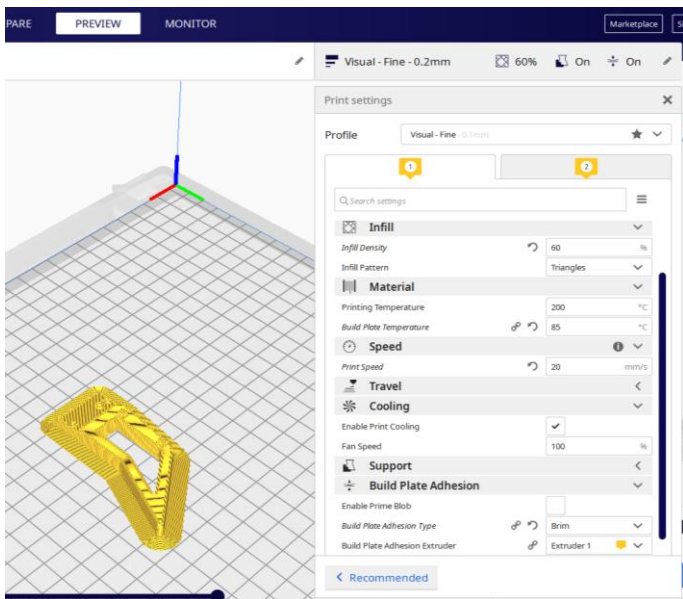 PARE PREVIEW MONITOR Marketplace
Visual - Fine - 0.2mm 60% On On
Print settings
Profile Visual - Fine - 0.1mm
1 2
Search settings
Infill
Infill Density 60 %
Infill Pattern Triangles
Material
Printing Temperature 200 °C
Build Plate Temperature 85 °C
Speed
Print Speed 20 mm/s
Travel
Cooling
Enable Print Cooling
Fan Speed 100 %
Support
Build Plate Adhesion
Enable Prime Blob
Build Plate Adhesion Type Brim
Build Plate Adhesion Extruder Extruder 1
Recommended